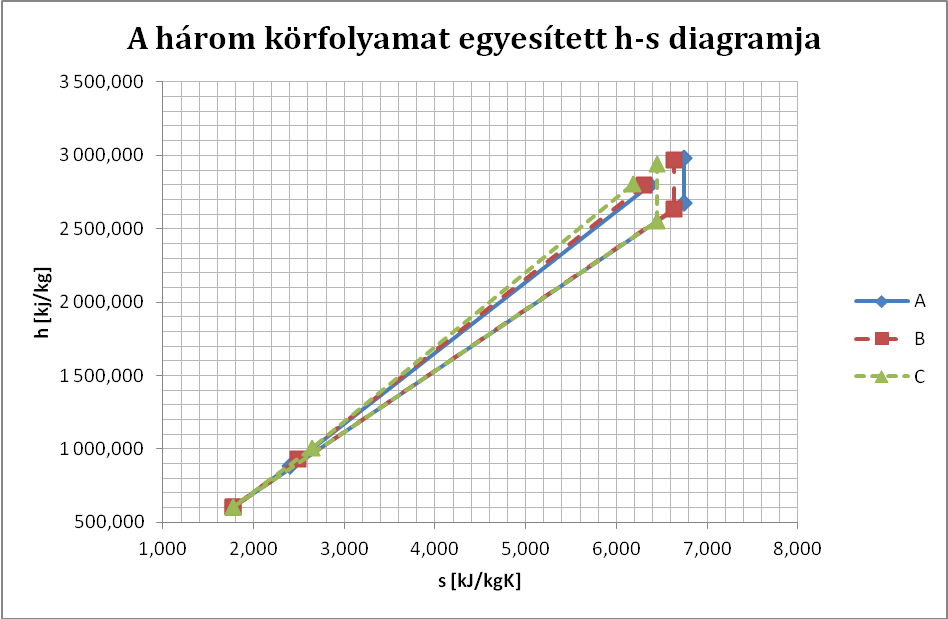 A három körfolyamat egyesített h-s diagramja
3 500,000
3 000,000
2 500,000
2 000,000
1 500,000
1 000,000
500,000
h [kj/kg]
1,000 2,000 3,000 4,000 5,000 6,000 7,000 8,000
s [kJ/kgK]
A
B
C